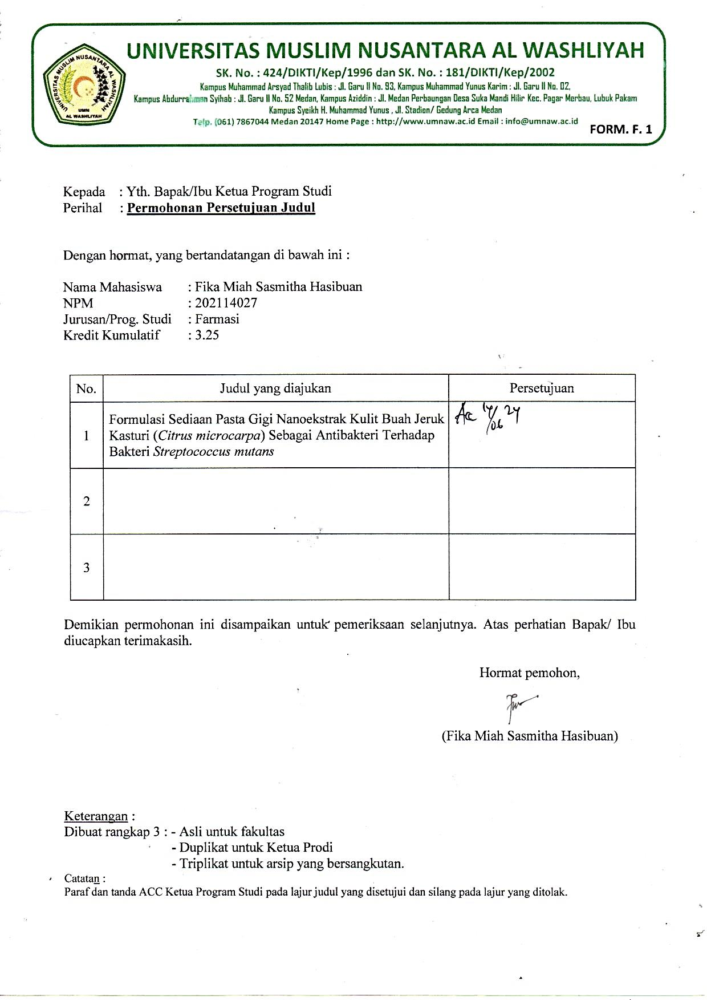 UNIVERSITAS MUSLIM NUSANTARA AL WASHLIYAH
UMN
AL WASHLIYAH
UNIVERSITAS MUSLIM NUSANTARA AL WASHLIYAH
SK. No. : 424/DIKTI/Kep/1996 dan SK. No. : 181/DIKTI/Kep/2002
Kampus Muhammad Arsyad Thalib Lubis : Jl. Garu II No. 93, Kampus Muhammad Yunus Karim : Jl. Garu II No. 02,
Kampus Abdurrahman Syihab : Jl. Garu II No. 52 Medan, Kampus Aziddin : Jl. Medan Perbaungan Desa Suka Mandi Hilir Kec. Pagar Merbau, Lubuk Pakam
Kampus Syeikh H. Muhammad Yunus , Jl. Stadion/ Gedung Arca Medan
Telp. (061) 7867044 Medan 20147 Home Page : http://www.umnaw.ac.id Email : info@umnaw.ac.id
FORM. F. 1
Kepada : Yth. Bapak/Ibu Ketua Program Studi
Perihal : Permohonan Persetujuan Judul
Dengan hormat, yang bertandatangan di bawah ini :
Nama Mahasiswa : Fika Miah Sasmitha Hasibuan
NPM : 202114027
Jurusan/Prog. Studi : Farmasi
Kredit Kumulatif : 3.25
No. Judul yang diajukan Persetujuan
1 Formulasi Sediaan Pasta Gigi Nanoekstrak Kulit Buah Jeruk
Kasturi (Citrus microcarpa) Sebagai Antibakteri Terhadap
Bakteri Streptococcus mutans
Acc 14/06 24
2
3
Demikian permohonan ini disampaikan untuk pemeriksaan selanjutnya. Atas perhatian Bapak/ Ibu
diucapkan terimakasih.
Hormat pemohon,
(Fika Miah Sasmitha Hasibuan)
Keterangan :
Dibuat rangkap 3 : - Asli untuk fakultas
- Duplikat untuk Ketua Prodi
- Triplikat untuk arsip yang bersangkutan.
Catatan :
Paraf dan tanda ACC Ketua Program Studi pada lajur judul yang disetujui dan silang pada lajur yang ditolak.